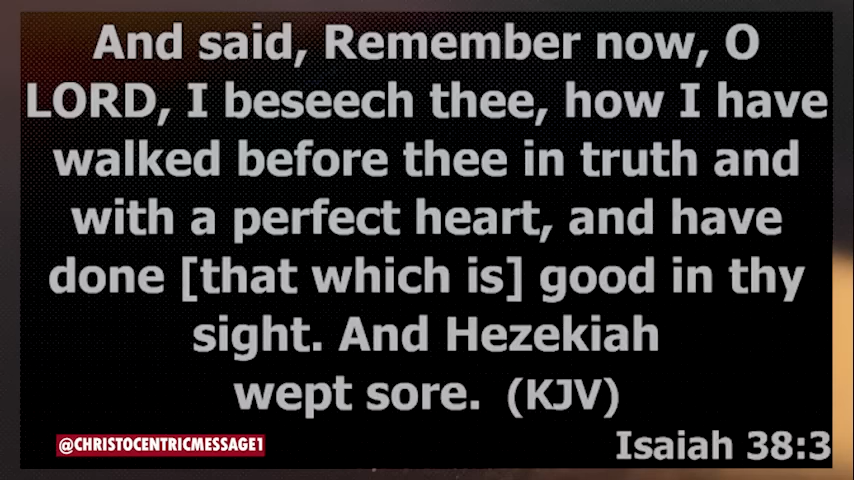 And said, Remember now, O
LORD, I beseech thee, how I have
walked before thee in truth and
with a perfect heart, and have
done [that which is] good in thy
sight. And Hezekiah
wept sore. (KJV)
@CHRISTOCENTRICMESSAGE1
Isaiah 38:3